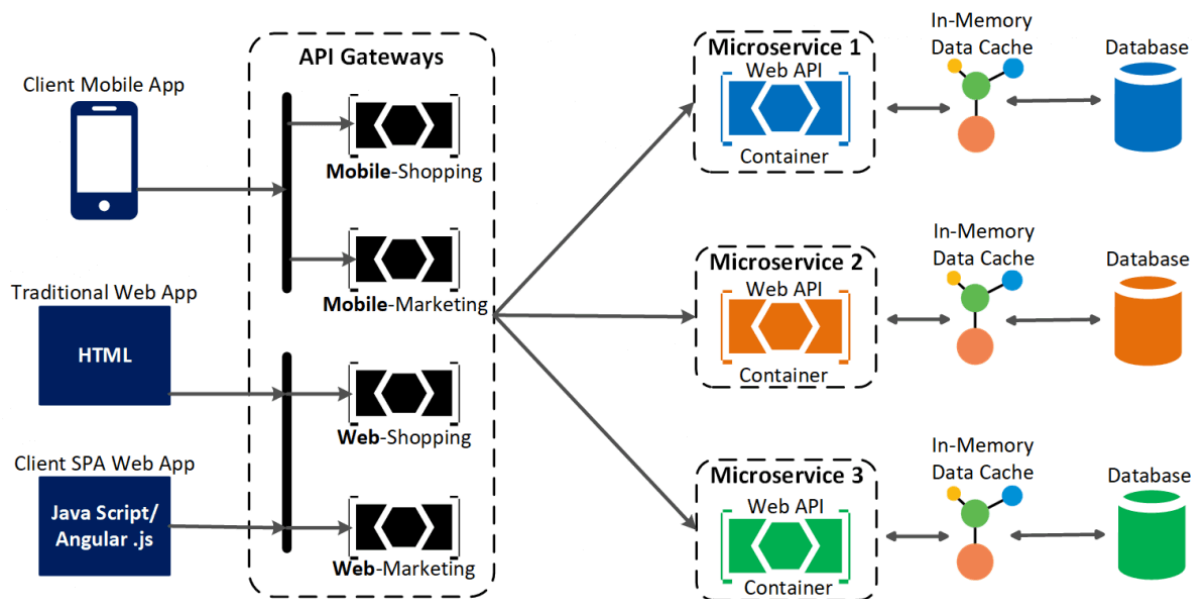 Client Mobile App
Traditional Web App
HTML
Client SPA Web App
Java Script/
Angular .js
API Gateways
Mobile-Shopping
Mobile-Marketing
Web-Shopping
Web-Marketing
Microservice 1
Web API
Container
In-Memory
Data Cache
Database
Microservice 2
Web API
Container
In-Memory
Data Cache
Database
Microservice 3
Web API
Container
In-Memory
Data Cache
Database